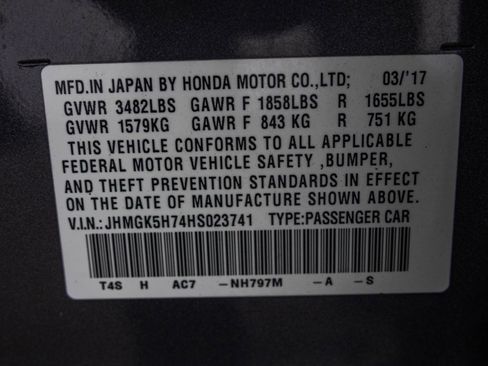 MFD.IN JAPAN BY HONDA MOTOR CO.,LTD; 03/'17
GVWR 3482LBS GAWR F 1858LBS R 1655LBS
GVWR 1579KG GAWR F 843 KG R 751 KG
THIS VEHICLE CONFORMS TO ALL APPLICABLE
FEDERAL MOTOR VEHICLE SAFETY ,BUMPER,
AND THEFT PREVENTION STANDARDS IN EFFECT
ON THE DATE OF MANUFACTURE SHOWN ABOVE.
V.I.N.:JHMGK5H74HS023741 TYPE:PASSENGER CAR
T4S H AC7 -NH797M -A -S